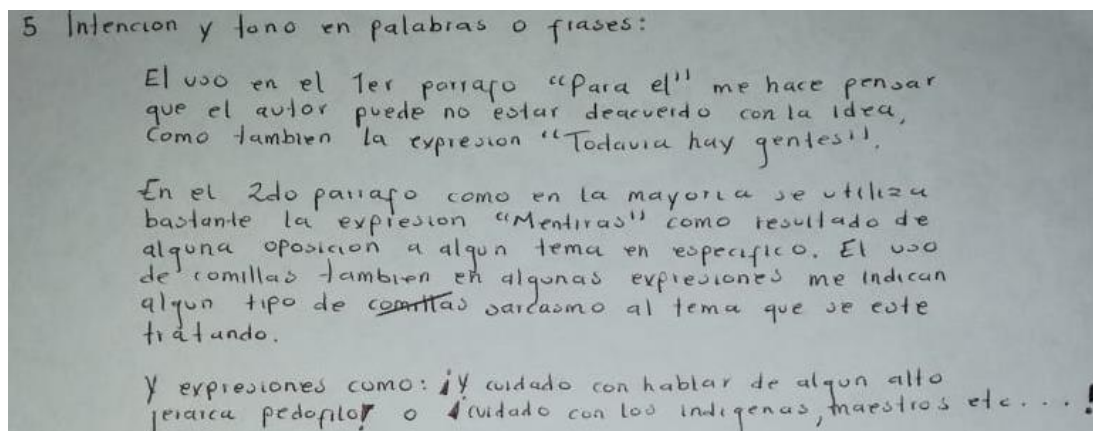 5 Intencion y tono en palabras o frases:
El uso en el 1er parrafo "Para el" me hace pensar
que el autor puede no estar deacuerdo con la idea,
Como tambien la expresion "Todavia hay gentes".
En el 2do parrafo como en la mayoria se utiliza
bastante la expresion "Mentiras" como resultado de
alguna oposicion a algun tema en especifico. El uso
de comillas tambien en algunas expresiones me indican
algun tipo de comillas sarcasmo al tema que se este
tratando.
Y expresiones como: ¡Y cuidado con hablar de algun alto
jerarca pedofilo! o ¡cuidado con los indigenas, maestros etc...!